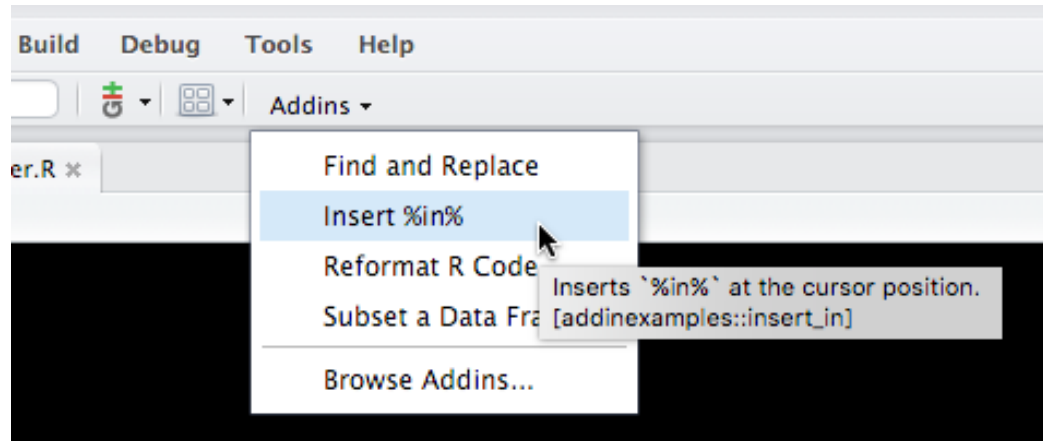 Build Debug Tools Help
Addins
er.R
Find and Replace
Insert %in%
Reformat R Code
Subset a Data Fra
Inserts `%in%` at the cursor position.
[addinexamples::insert_in]
Browse Addins...